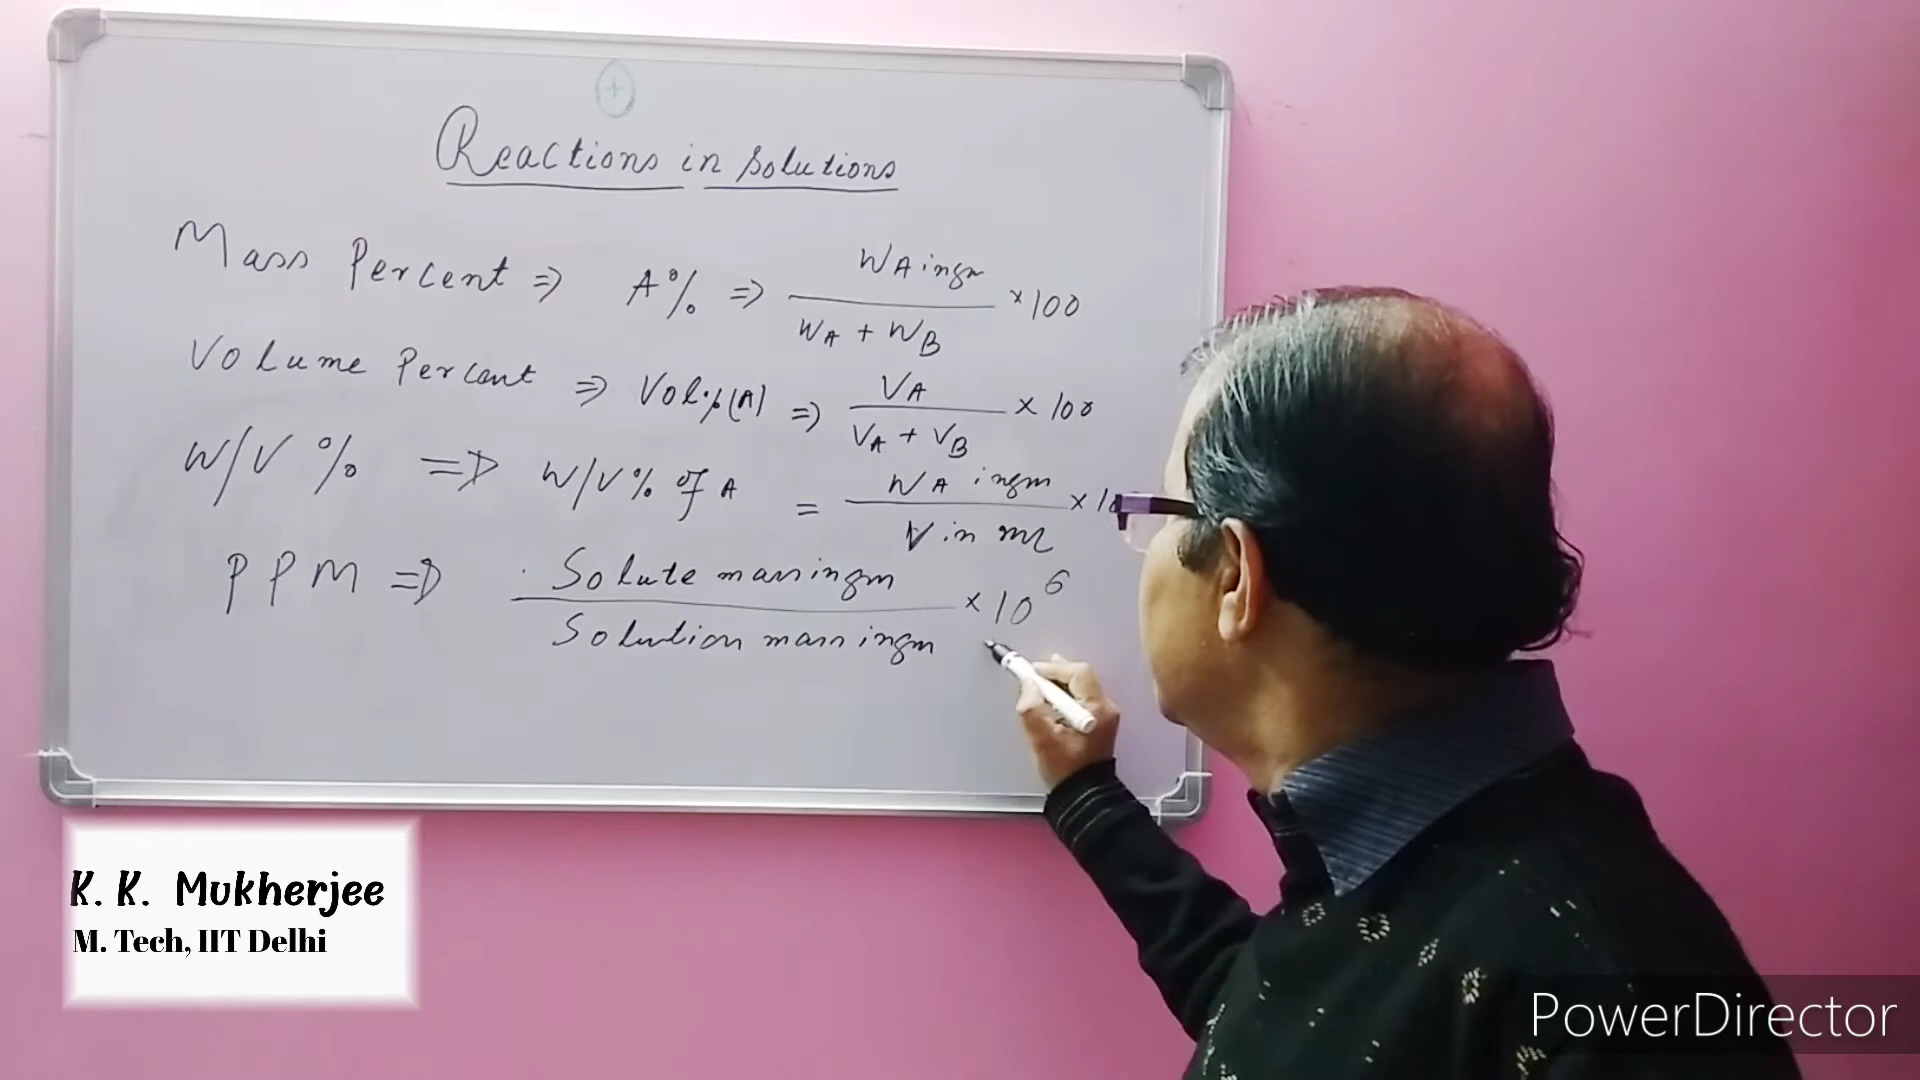 Reactions in Solutions
Mass Percent ⇒ A% ⇒ WA in gm / WA + WB × 100
Volume Percent ⇒ Vol.%(A) ⇒ VA / VA + VB × 100
W/V % ⇒ W/V% of A = WA in gm / V in ml × 10
PPM ⇒ Solute mass in gm / Solution mass in gm × 10⁶
K. K. Mukherjee
M. Tech, IIT Delhi
PowerDirector